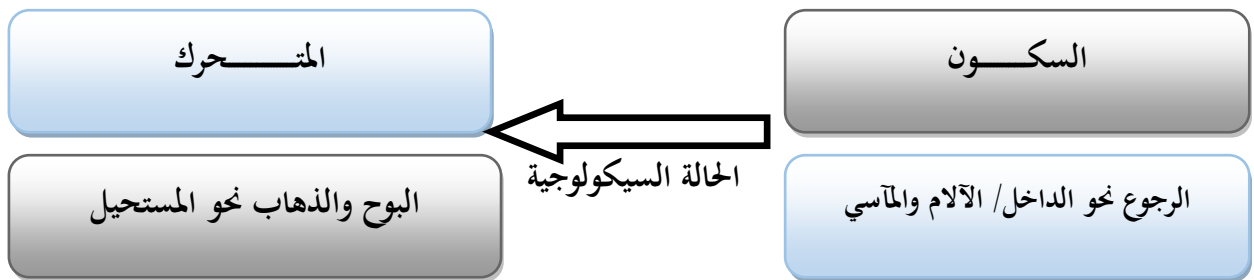 السكـــــون
المتـــــــحرك
الحالة السيكولوجية
الرجوع نحو الداخل/ الآلام والمآسي
البوح والذهاب نحو المستحيل